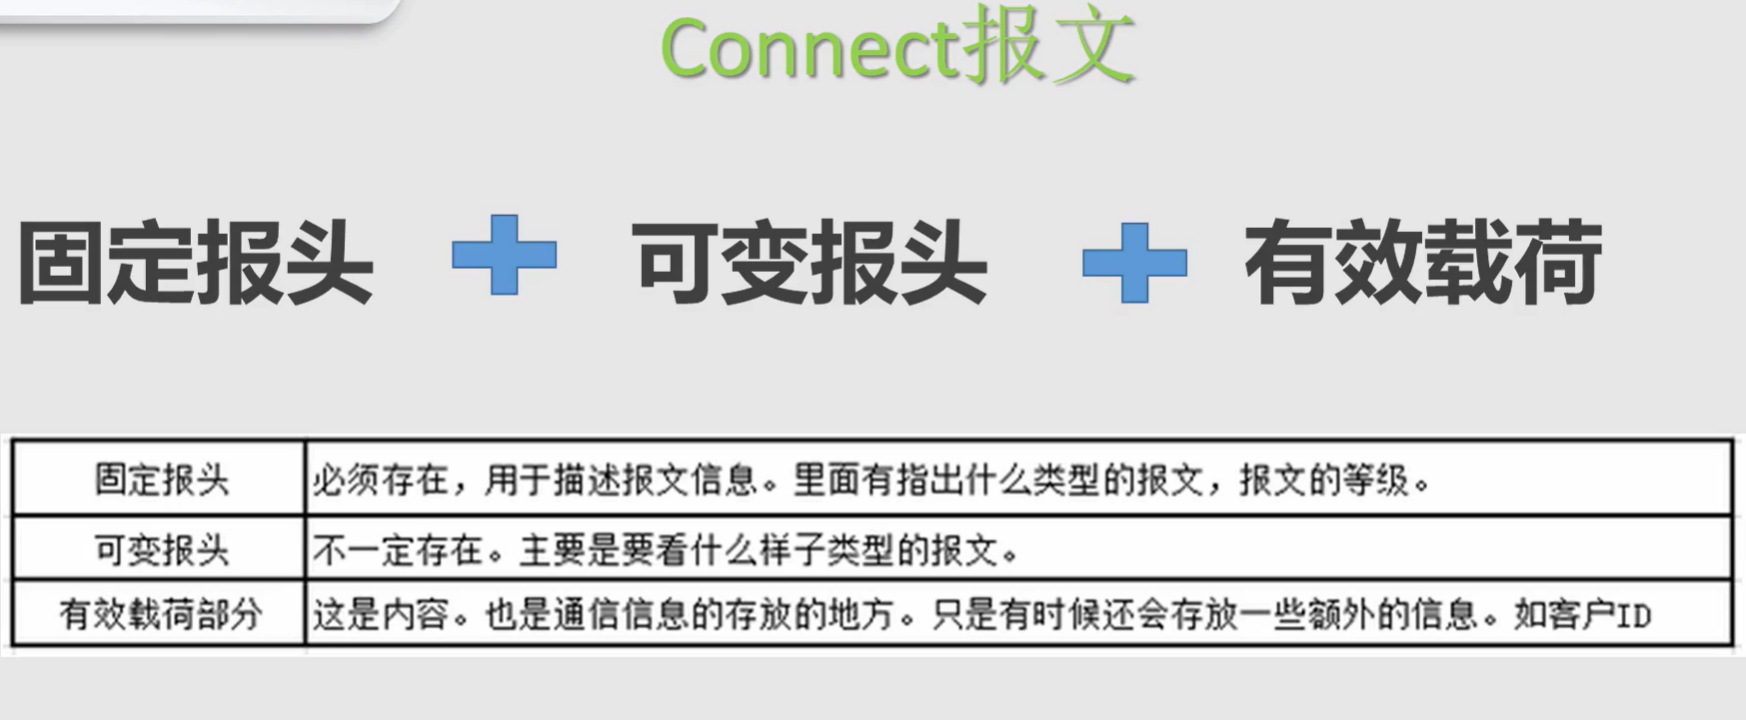 Connect报文
固定报头 可变报头 有效载荷
固定报头 必须存在，用于描述报文信息。里面有指出什么类型的报文，报文的等级。
可变报头 不一定存在。主要是要看什么样子类型的报文。
有效载荷部分 这是内容。也是通信信息的存放的地方。只是有时候还会存放一些额外的信息。如客户ID